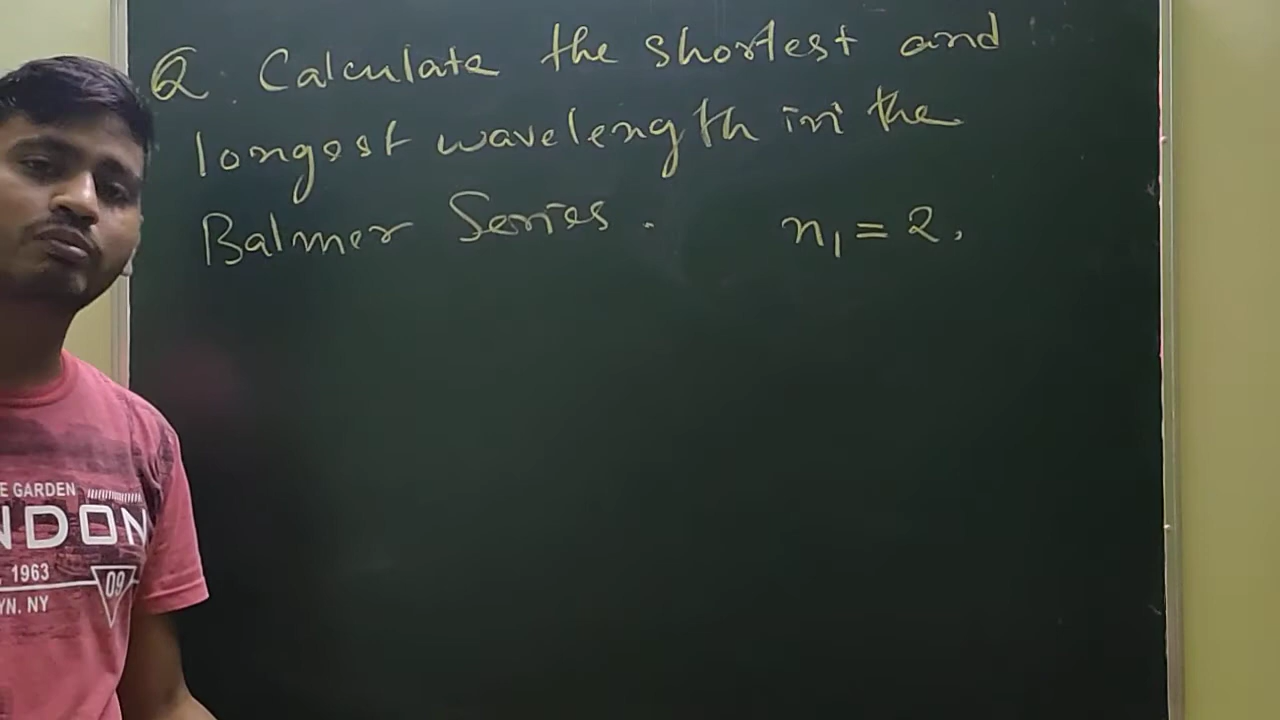 Q. Calculate the shortest and
longest wavelength in the
Balmer Series. n₁ = 2,
E GARDEN
NDON
1963
09
YN. NY